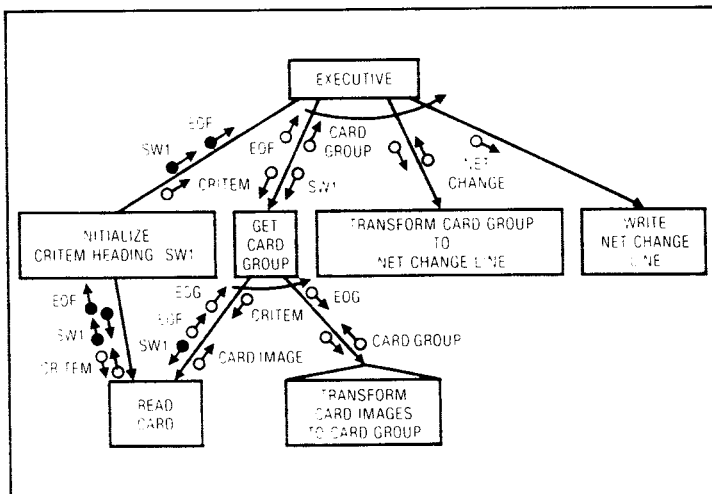 EXECUTIVE
EOF
SW1
EOF
CARD
GROUP
CRITEM
SW1
NET
CHANGE
NITIALIZE
CRITEM HEADING SW1
GET
CARD
GROUP
TRANSFORM CARD GROUP
TO
NET CHANGE LINE
WRITE
NET CHANGE
LINE
EOF
SW1
CRITEM
EOG
EOF
SW1
CRITEM
CARD IMAGE
EOG
CARD GROUP
READ
CARD
TRANSFORM
CARD IMAGES
TO CARD GROUP